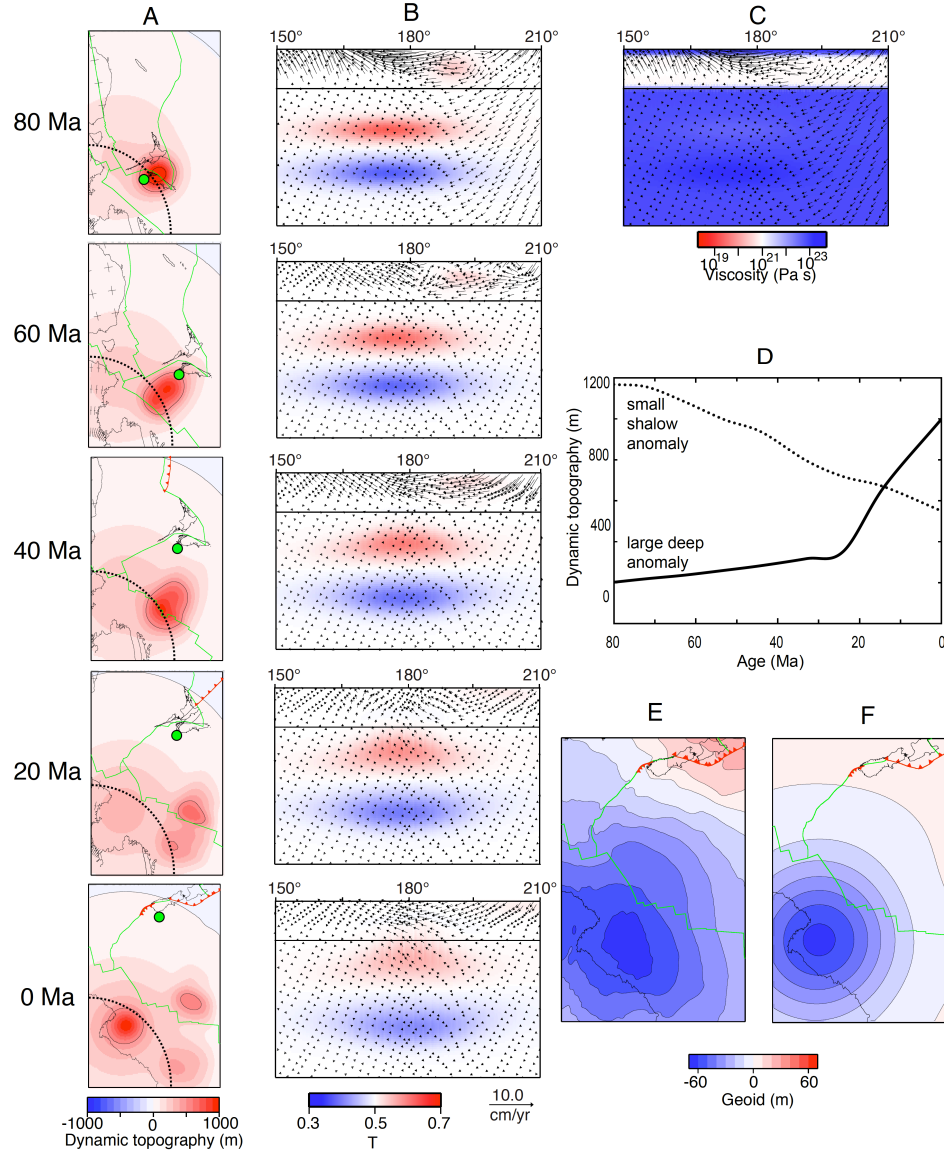 A
B
C
150° 180° 210°
150° 180° 210°
80 Ma
10^19 10^21 10^23
Viscosity (Pa s)
150° 180° 210°
60 Ma
D
1200
800
400
0
Dynamic topography (m)
small
shallow
anomaly
large deep
anomaly
80 60 40 20 0
Age (Ma)
150° 180° 210°
40 Ma
150° 180° 210°
20 Ma
E
F
150° 180° 210°
0 Ma
-60 0 60
Geoid (m)
-1000 0 1000
Dynamic topography (m)
0.3 0.5 0.7
T
10.0
cm/yr